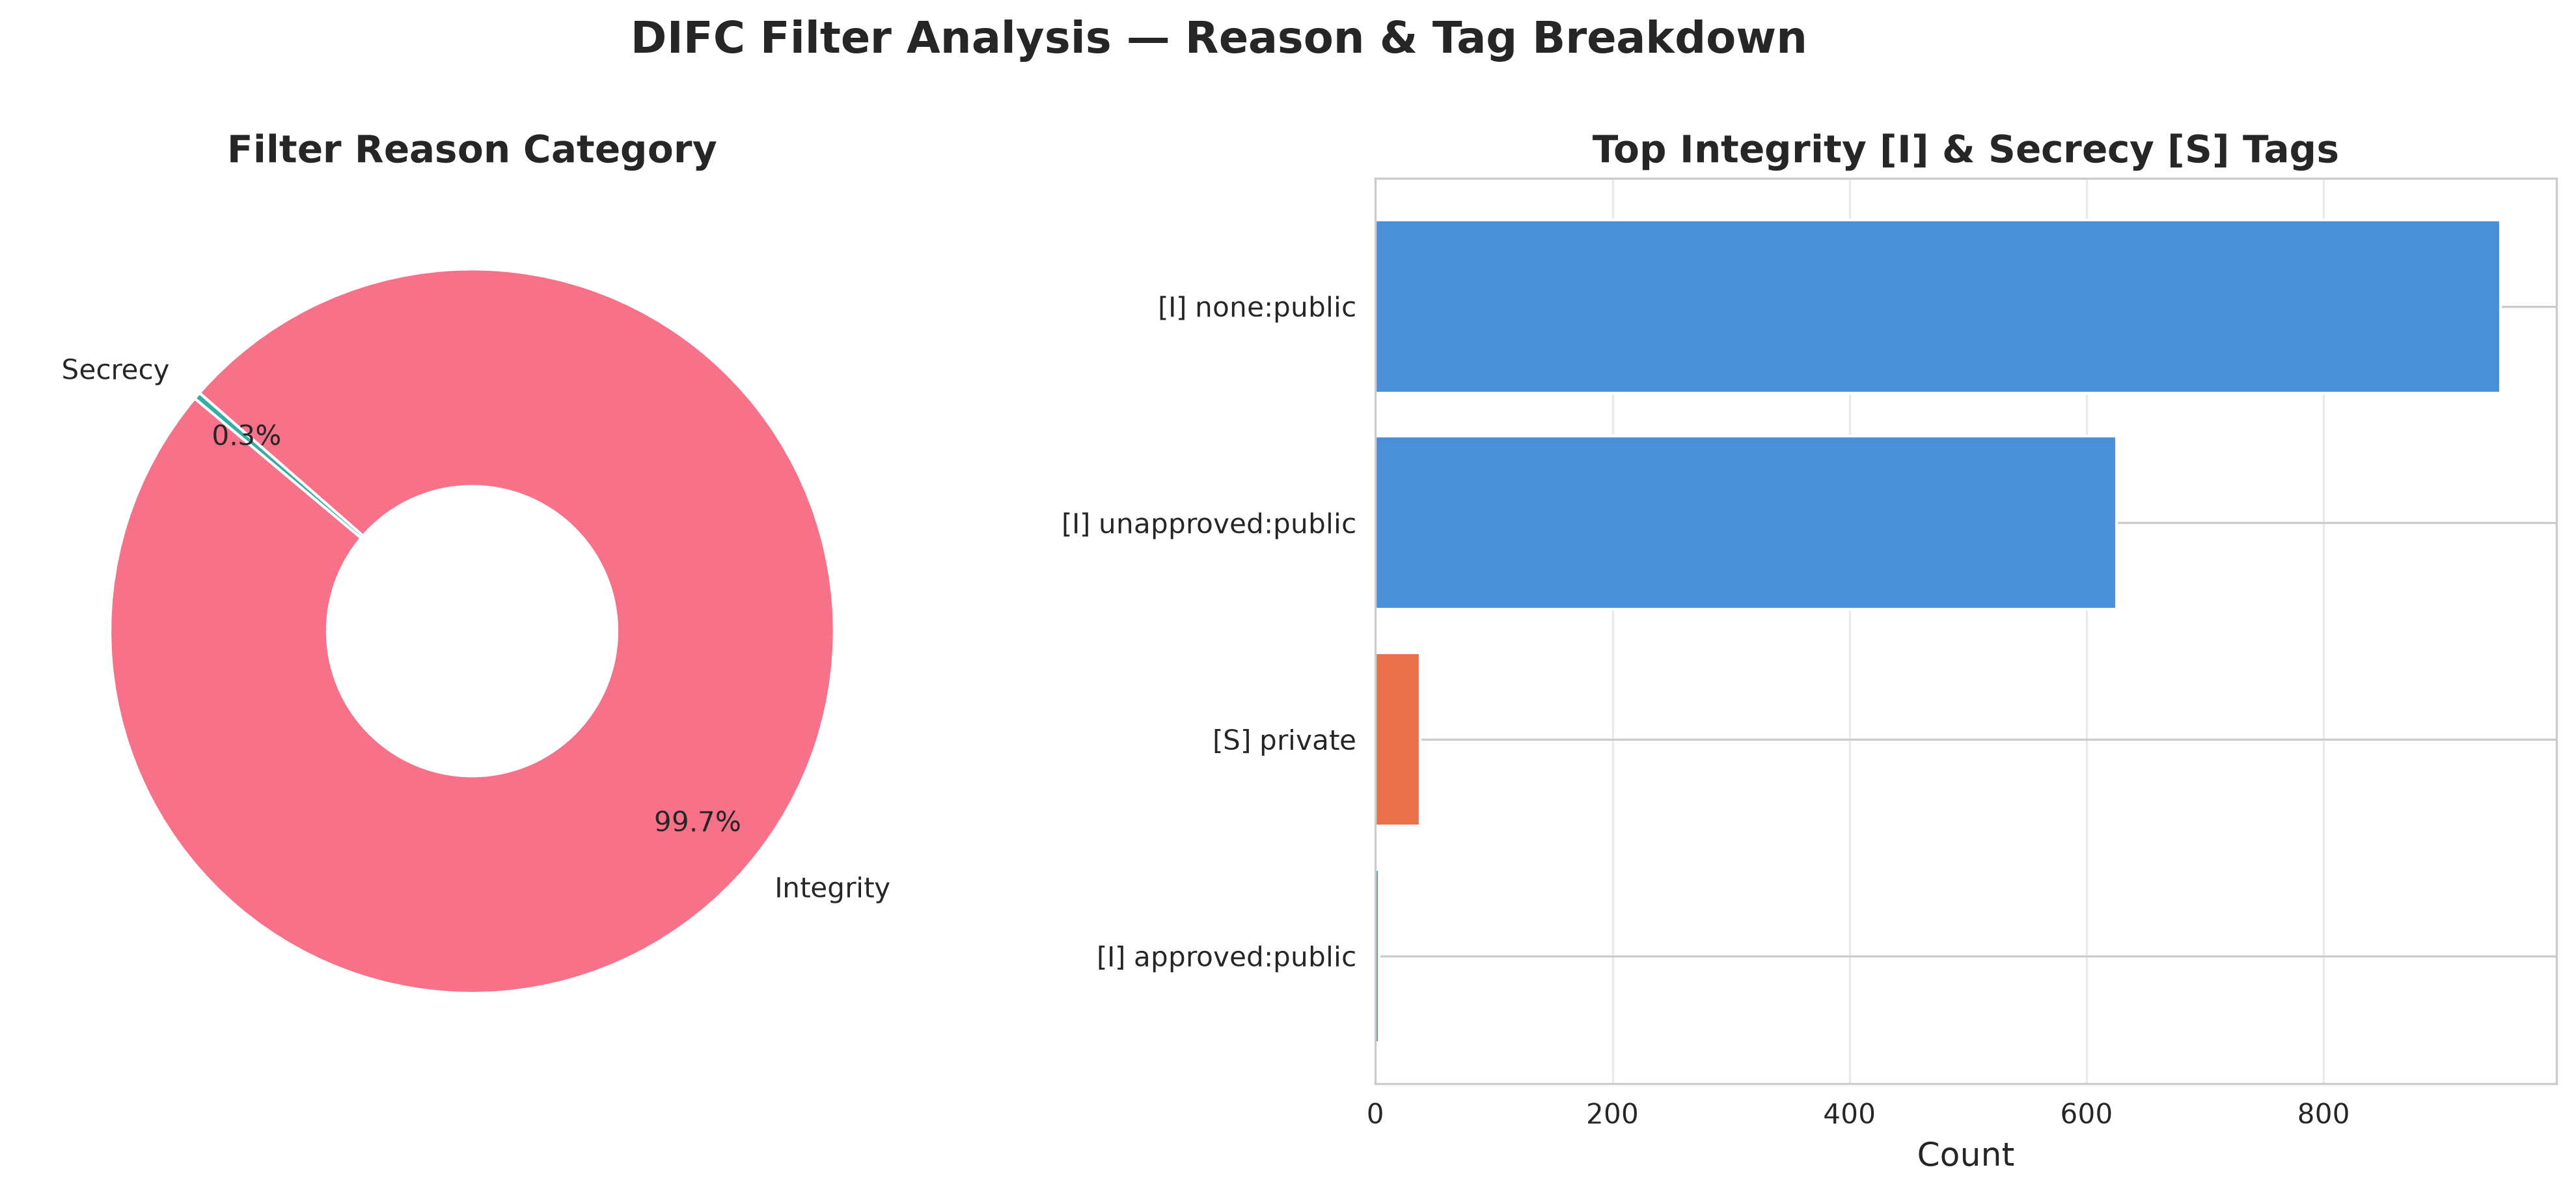 DIFC Filter Analysis — Reason & Tag Breakdown
Filter Reason Category
Secrecy
0.3%
99.7%
Integrity
Top Integrity [I] & Secrecy [S] Tags
[I] none:public
[I] unapproved:public
[S] private
[I] approved:public
0 200 400 600 800
Count